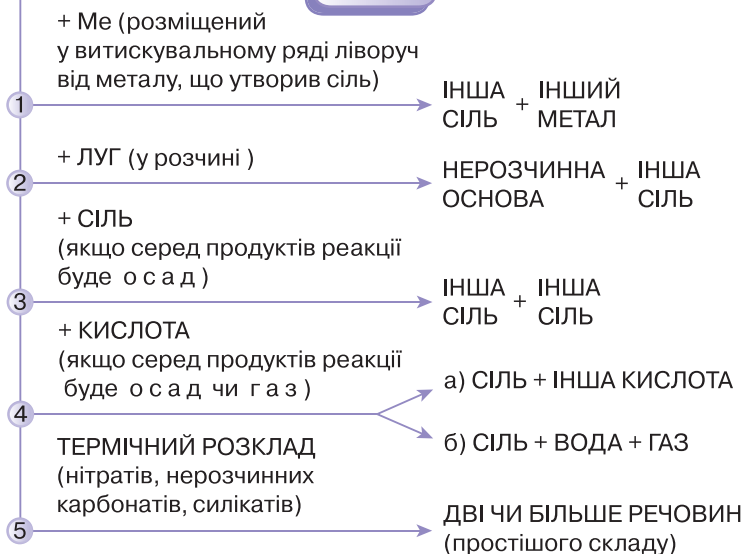 + Ме (розміщений
у витискувальному ряді ліворуч
від металу, що утворив сіль)
1
ІНША + ІНШИЙ
СІЛЬ МЕТАЛ
+ ЛУГ (у розчині )
2
НЕРОЗЧИННА + ІНША
ОСНОВА СІЛЬ
+ СІЛЬ
(якщо серед продуктів реакції
буде о с а д )
3
ІНША + ІНША
СІЛЬ СІЛЬ
+ КИСЛОТА
(якщо серед продуктів реакції
буде о с а д чи г а з )
4
а) СІЛЬ + ІНША КИСЛОТА
б) СІЛЬ + ВОДА + ГАЗ
ТЕРМІЧНИЙ РОЗКЛАД
(нітратів, нерозчинних
карбонатів, силікатів)
5
ДВІ ЧИ БІЛЬШЕ РЕЧОВИН
(простішого складу)